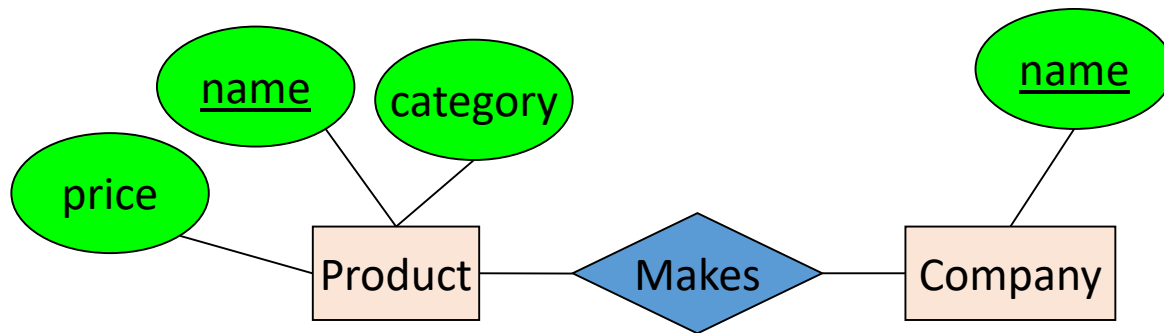 name
category
name
price
Product
Makes
Company